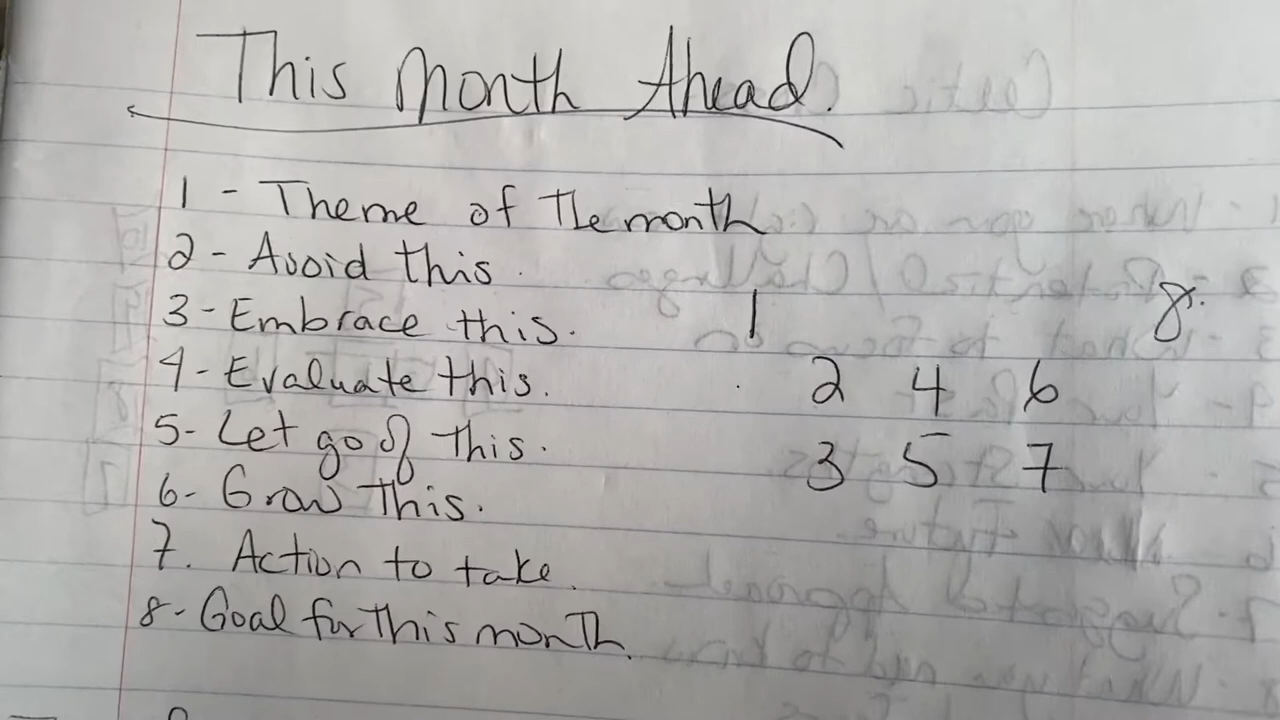 This Month Ahead.
1 - Theme of the month
2 - Avoid this.
3 - Embrace this.
4 - Evaluate this.
5 - Let go of this.
6 - Grow this.
7. Action to take.
8 - Goal for this month.
1 8.
2 4 6
3 5 7